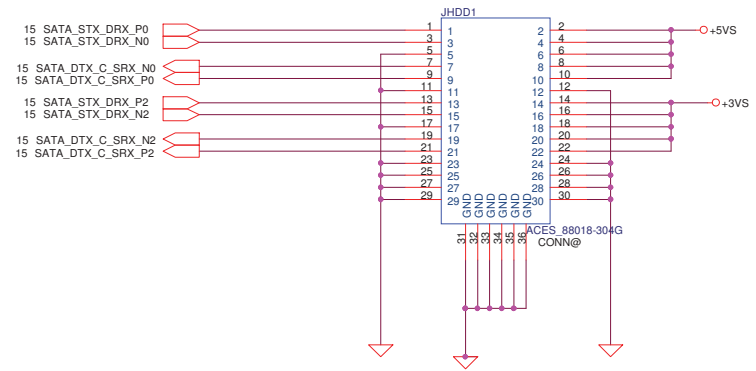 JHDD1
15 SATA_STX_DRX_P0 1 1 2 2 +5VS
15 SATA_STX_DRX_N0 3 3 4 4
5 5 6 6
15 SATA_DTX_C_SRX_N0 7 7 8 8
15 SATA_DTX_C_SRX_P0 9 9 10 10
11 11 12 12
15 SATA_STX_DRX_P2 13 13 14 14 +3VS
15 SATA_STX_DRX_N2 15 15 16 16
17 17 18 18
15 SATA_DTX_C_SRX_N2 19 19 20 20
15 SATA_DTX_C_SRX_P2 21 21 22 22
23 23 24 24
25 25 26 26
27 27 28 28
29 29 30 30
GND GND GND GND GND GND
31 32 33 34 35 36
ACES_88018-304G
CONN@